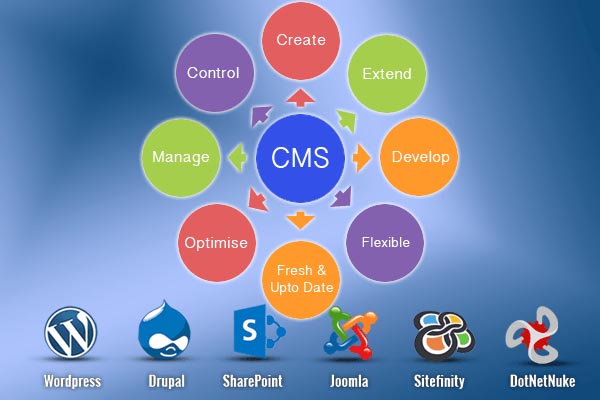 Create
Control
Extend
Manage
CMS
Develop
Optimise
Flexible
Fresh &
Upto Date
W
S
Wordpress
Drupal
SharePoint
Joomla
Sitefinity
DotNetNuke